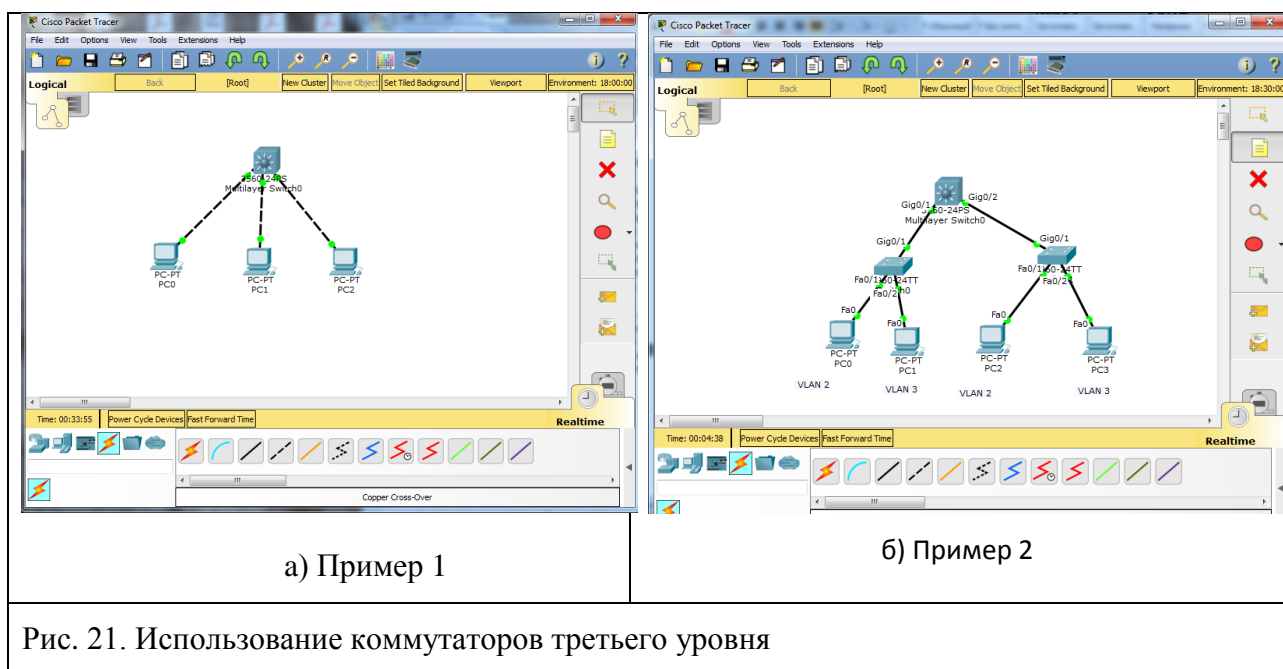 Cisco Packet Tracer
File Edit Options View Tools Extensions Help
Logical Back [Root] New Cluster Move Object Set Tiled Background Viewport Environment: 18:00:00
3560-24PS
Multilayer Switch0
PC-PT
PC0
PC-PT
PC1
PC-PT
PC2
Time: 00:33:55 Power Cycle Devices Fast Forward Time
Realtime
Copper Cross-Over
а) Пример 1
Cisco Packet Tracer
File Edit Options View Tools Extensions Help
Logical Back [Root] New Cluster Move Object Set Tiled Background Viewport Environment: 18:30:00
Gig0/1 Gig0/2
Multilayer Switch0
Gig0/1 Gig0/1
Fa0/1
Fa0/2
Fa0/1
Fa0/2
Fa0 Fa0 Fa0 Fa0
PC-PT
PC0
PC-PT
PC1
PC-PT
PC2
PC-PT
PC3
VLAN 2 VLAN 3 VLAN 2 VLAN 3
Time: 00:04:38 Power Cycle Devices Fast Forward Time
Realtime
б) Пример 2
Рис. 21. Использование коммутаторов третьего уровня